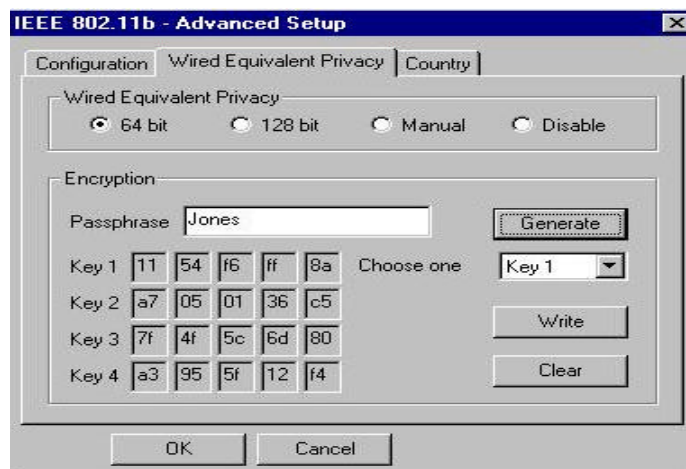 IEEE 802.11b - Advanced Setup
Configuration Wired Equivalent Privacy Country
Wired Equivalent Privacy
64 bit 128 bit Manual Disable
Encryption
Passphrase Jones Generate
Key 1 11 54 f6 ff 8a Choose one Key 1
Key 2 a7 05 01 36 c5
Write
Key 3 7f 4f 5c 6d 80
Key 4 a3 95 5f 12 f4 Clear
OK Cancel